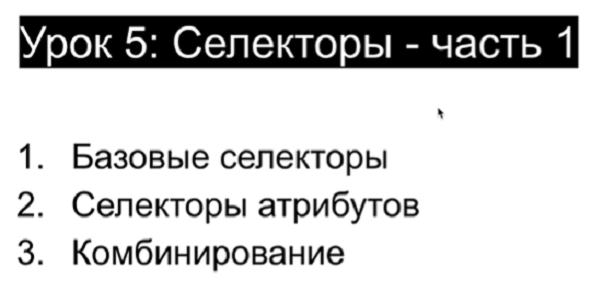 Урок 5: Селекторы - часть 1
1. Базовые селекторы
2. Селекторы атрибутов
3. Комбинирование